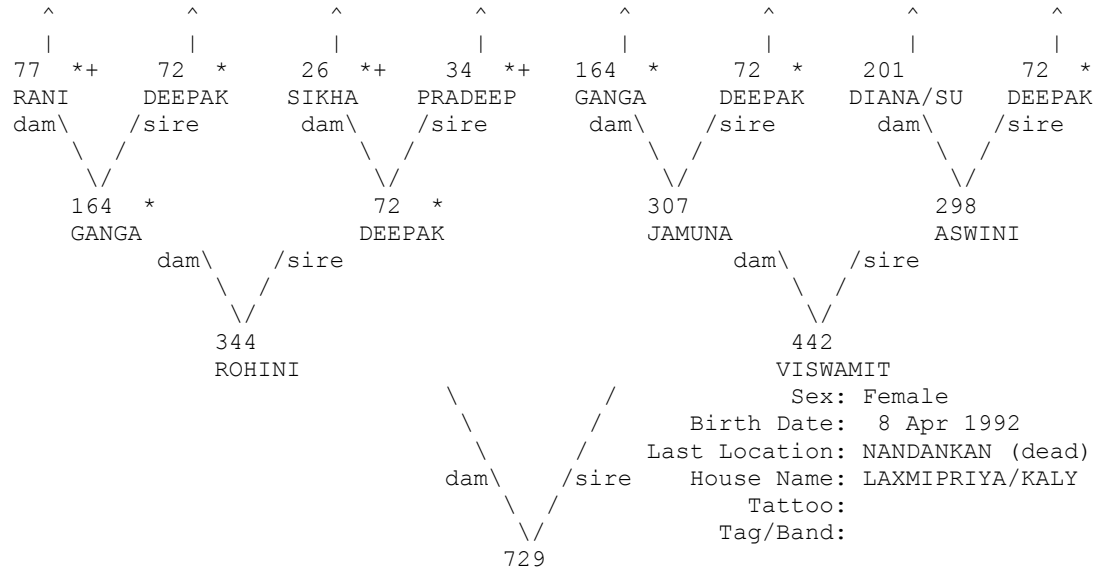 ^ ^ ^ ^ ^ ^ ^ ^
| | | | | | | |
77 *+ 72 * 26 *+ 34 *+ 164 * 72 * 201 72 *
RANI DEEPAK SIKHA PRADEEP GANGA DEEPAK DIANA/SU DEEPAK
dam\ /sire dam\ /sire dam\ /sire dam\ /sire
\ / \ / \ / \ /
\/ \/ \/ \/
164 * 72 * 307 298
GANGA DEEPAK JAMUNA ASWINI
dam\ /sire dam\ /sire
\ / \ /
\/ \/
344 442
ROHINI VISWAMIT
\ / Sex: Female
\ / Birth Date: 8 Apr 1992
\ / Last Location: NANDANKAN (dead)
dam\ /sire House Name: LAXMIPRIYA/KALY
\ / Tattoo:
\/ Tag/Band:
729